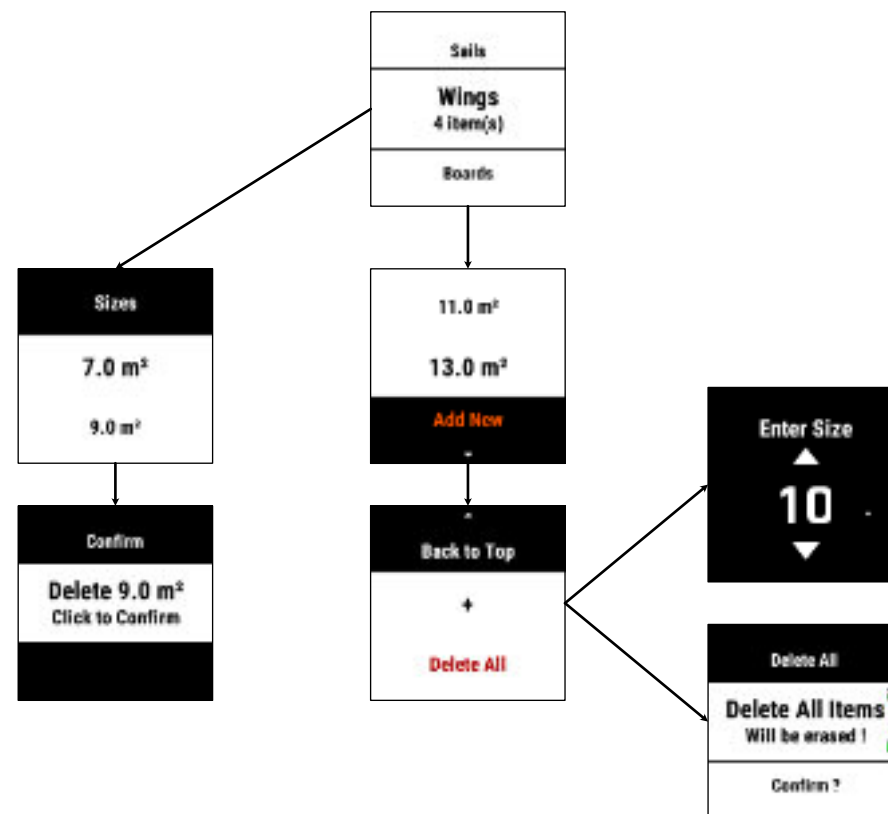 Sails
Wings
4 item(s)
Boards
Sizes
7.0 m²
9.0 m²
11.0 m²
13.0 m²
Add New
Confirm
Delete 9.0 m²
Click to Confirm
Back to Top
+
Delete All
Enter Size
10
Delete All
Delete All Items
Will be erased !
Confirm ?